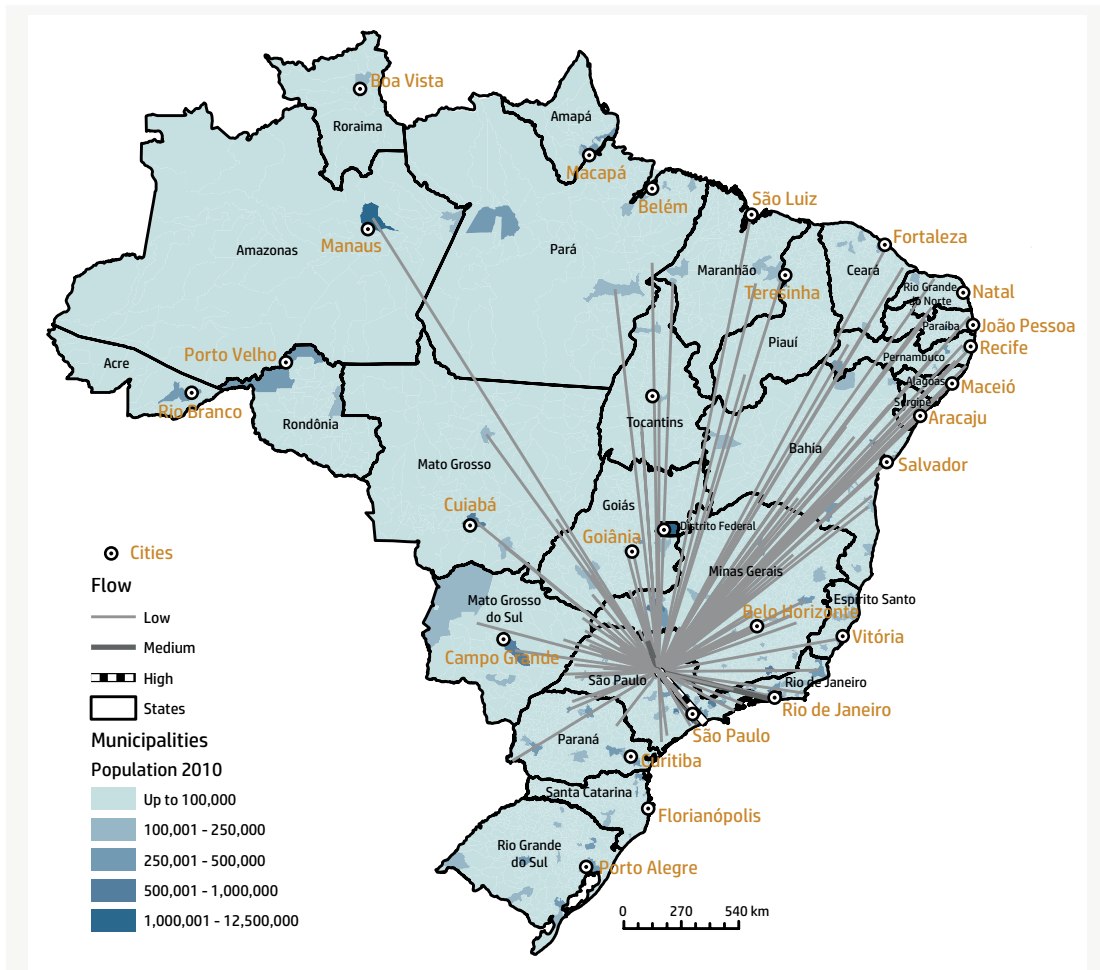 Boa Vista
Roraima
Amapá
Macapá
Belém
São Luiz
Manaus
Amazonas
Pará
Maranhão
Teresinha
Ceará
Fortaleza
Rio Grande
do Norte
Natal
Paraíba
João Pessoa
Piauí
Pernambuco
Recife
Acre
Porto Velho
Rio Branco
Rondônia
Alagoas
Maceió
Sergipe
Aracaju
Tocantins
Bahia
Mato Grosso
Salvador
Cuiabá
Goiás
Distrito Federal
Goiânia
Minas Gerais
Mato Grosso
do Sul
Espírito Santo
Belo Horizonte
Vitória
Campo Grande
São Paulo
Rio de Janeiro
Rio de Janeiro
São Paulo
Paraná
Curitiba
Santa Catarina
Florianópolis
Rio Grande
do Sul
Porto Alegre
Cities
Flow
Low
Medium
High
States
Municipalities
Population 2010
Up to 100,000
100,001 - 250,000
250,001 - 500,000
500,001 - 1,000,000
1,000,001 - 12,500,000
0 270 540 km